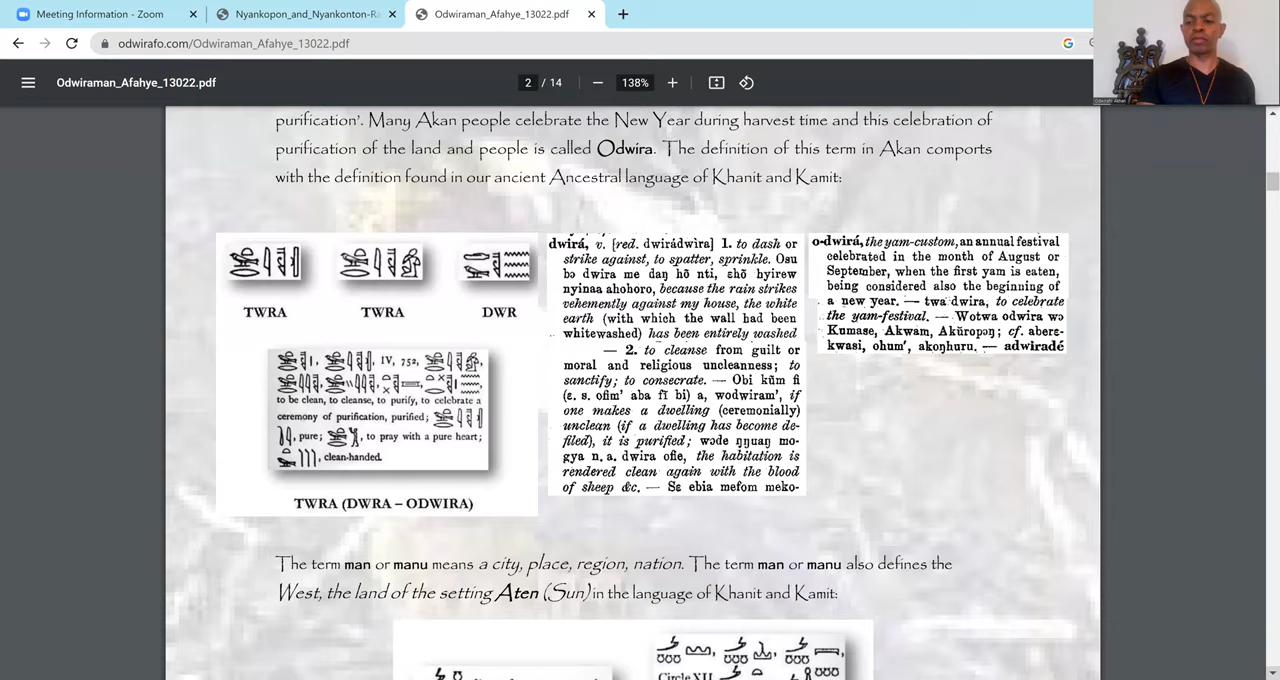 Meeting Information - Zoom
Nyankopon_and_Nyankonton-Ra
Odwiraman_Afahye_13022.pdf
odwirafo.com/Odwiraman_Afahye_13022.pdf
Odwiraman_Afahye_13022.pdf
2 / 14
138%
Odwirafo Akhan
purification'. Many Akan people celebrate the New Year during harvest time and this celebration of
purification of the land and people is called Odwira. The definition of this term in Akan comports
with the definition found in our ancient Ancestral language of Khanit and Kamit:
TWRA
TWRA
DWR
IV, 752,
to be clean, to cleanse, to purify, to celebrate a
ceremony of purification, purified;
, pure; , to pray with a pure heart;
, clean-handed.
TWRA (DWRA – ODWIRA)
dwirá, v. [red. dwirádwìra] 1. to dash or
strike against, to spatter, sprinkle. Osu
bo dwira me daŋ hõ nti, ɛhõ hyirew
nyinaa ahohoro, because the rain strikes
vehemently against my house, the white
earth (with which the wall had been
whitewashed) has been entirely washed
— 2. to cleanse from guilt or
moral and religious uncleanness; to
sanctify; to consecrate. — Obi kũm fi
(ɛ. s. ofim' aba fĩ bi) a, wodwiram', if
one makes a dwelling (ceremonially)
unclean (if a dwelling has become de-
filed), it is purified; wɔde ŋŋuaŋ mo-
gya n. a. dwira ofie, the habitation is
rendered clean again with the blood
of sheep &c. — Sɛ ebia mefom meko-
o-dwirá, the yam-custom, an annual festival
celebrated in the month of August or
September, when the first yam is eaten,
being considered also the beginning of
a new year. — twa dwira, to celebrate
the yam-festival. — Wotwa odwira wɔ
Kumase, Akwam, Akũropɔŋ; cf. aberɛ-
kwasi, ohum', akoŋhuru. — adwiradé
The term man or manu means a city, place, region, nation. The term man or manu also defines the
West, the land of the setting Aten (Sun) in the language of Khanit and Kamit:
Circle XII